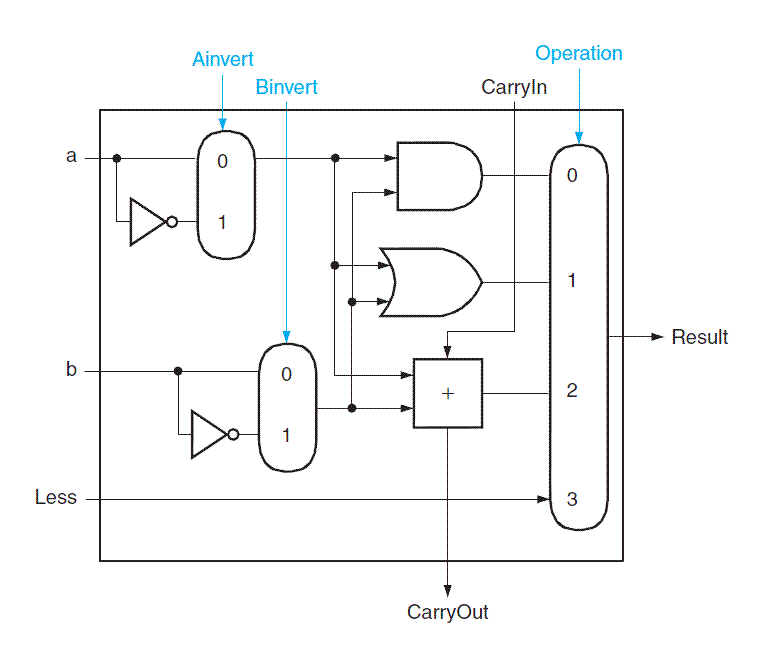 Ainvert
Operation
Binvert
CarryIn
a
0
1
0
1
b
0
1
+
2
Result
Less
3
CarryOut